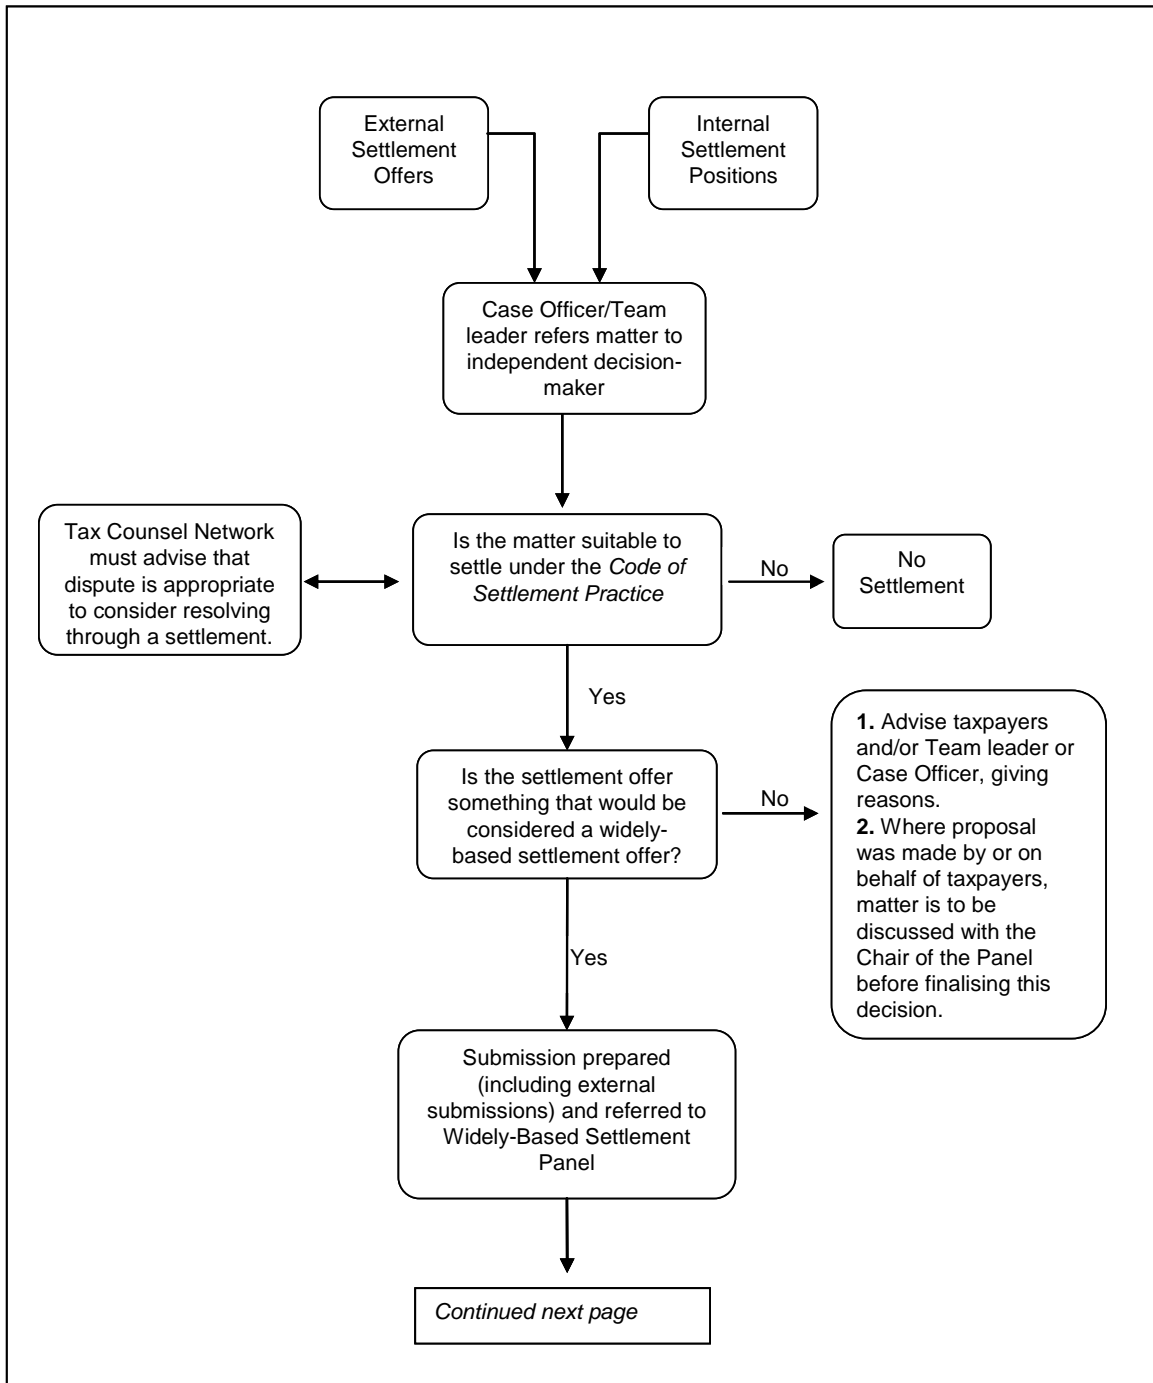 External
Settlement
Offers
Internal
Settlement
Positions
Case Officer/Team
leader refers matter to
independent decision-
maker
Tax Counsel Network
must advise that
dispute is appropriate
to consider resolving
through a settlement.
Is the matter suitable to
settle under the Code of
Settlement Practice
No
No
Settlement
Yes
Is the settlement offer
something that would be
considered a widely-
based settlement offer?
No
1. Advise taxpayers
and/or Team leader or
Case Officer, giving
reasons.
2. Where proposal
was made by or on
behalf of taxpayers,
matter is to be
discussed with the
Chair of the Panel
before finalising this
decision.
Yes
Submission prepared
(including external
submissions) and referred to
Widely-Based Settlement
Panel
Continued next page